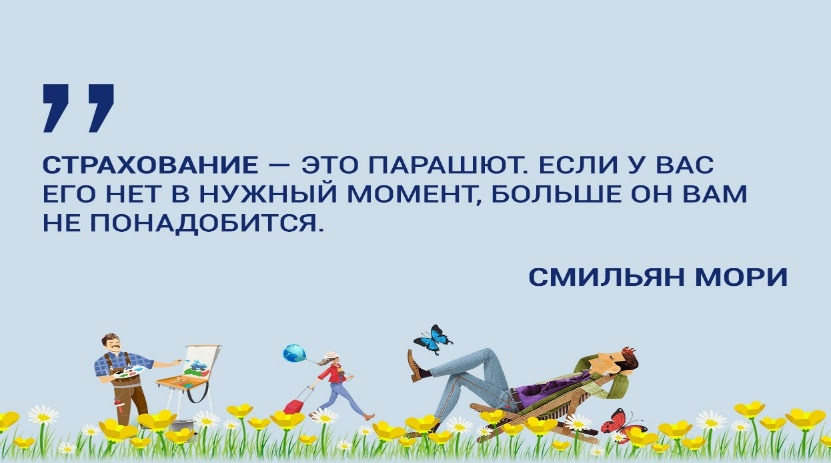 ”
СТРАХОВАНИЕ — ЭТО ПАРАШЮТ. ЕСЛИ У ВАС
ЕГО НЕТ В НУЖНЫЙ МОМЕНТ, БОЛЬШЕ ОН ВАМ
НЕ ПОНАДОБИТСЯ.
СМИЛЬЯН МОРИ